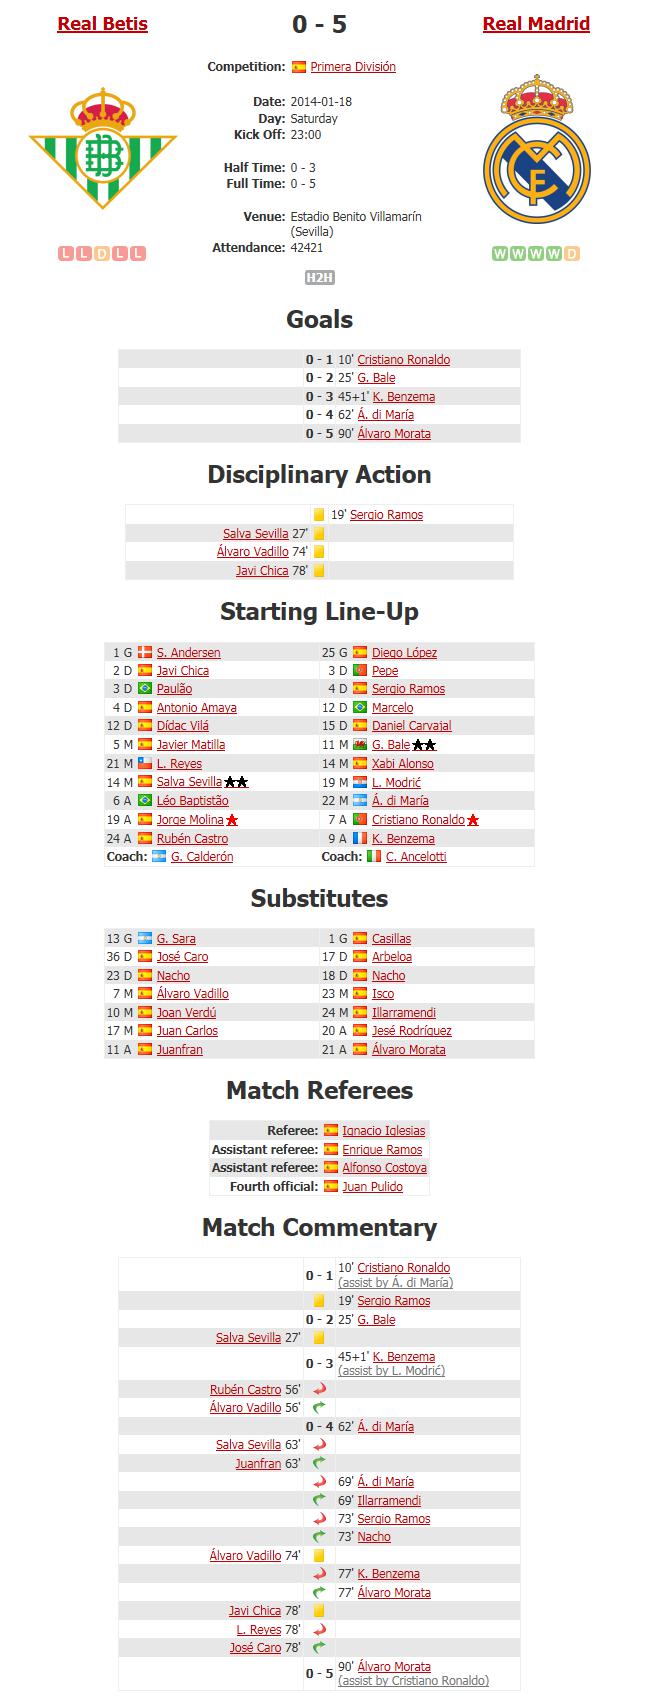 Real Betis 0 - 5 Real Madrid
Competition: Primera División
Date: 2014-01-18
Day: Saturday
Kick Off: 23:00
Half Time: 0 - 3
Full Time: 0 - 5
Venue: Estadio Benito Villamarín
(Sevilla)
Attendance: 42421
L L D L L W W W W D
H2H
Goals
0 - 1 10' Cristiano Ronaldo
0 - 2 25' G. Bale
0 - 3 45+1' K. Benzema
0 - 4 62' Á. di María
0 - 5 90' Álvaro Morata
Disciplinary Action
19' Sergio Ramos
Salva Sevilla 27'
Álvaro Vadillo 74'
Javi Chica 78'
Starting Line-Up
1 G S. Andersen 25 G Diego López
2 D Javi Chica 3 D Pepe
3 D Paulão 4 D Sergio Ramos
4 D Antonio Amaya 12 D Marcelo
12 D Dídac Vilá 15 D Daniel Carvajal
5 M Javier Matilla 11 M G. Bale
21 M L. Reyes 14 M Xabi Alonso
14 M Salva Sevilla 19 M L. Modrić
6 A Léo Baptistão 22 M Á. di María
19 A Jorge Molina 7 A Cristiano Ronaldo
24 A Rubén Castro 9 A K. Benzema
Coach: G. Calderón Coach: C. Ancelotti
Substitutes
13 G G. Sara 1 G Casillas
36 D José Caro 17 D Arbeloa
23 D Nacho 18 D Nacho
7 M Álvaro Vadillo 23 M Isco
10 M Joan Verdú 24 M Illarramendi
17 M Juan Carlos 20 A Jesé Rodríguez
11 A Juanfran 21 A Álvaro Morata
Match Referees
Referee: Ignacio Iglesias
Assistant referee: Enrique Ramos
Assistant referee: Alfonso Costoya
Fourth official: Juan Pulido
Match Commentary
0 - 1 10' Cristiano Ronaldo
(assist by Á. di María)
19' Sergio Ramos
0 - 2 25' G. Bale
Salva Sevilla 27'
0 - 3 45+1' K. Benzema
(assist by L. Modrić)
Rubén Castro 56'
Álvaro Vadillo 56'
0 - 4 62' Á. di María
Salva Sevilla 63'
Juanfran 63'
69' Á. di María
69' Illarramendi
73' Sergio Ramos
73' Nacho
Álvaro Vadillo 74'
77' K. Benzema
77' Álvaro Morata
Javi Chica 78'
L. Reyes 78'
José Caro 78'
0 - 5 90' Álvaro Morata
(assist by Cristiano Ronaldo)